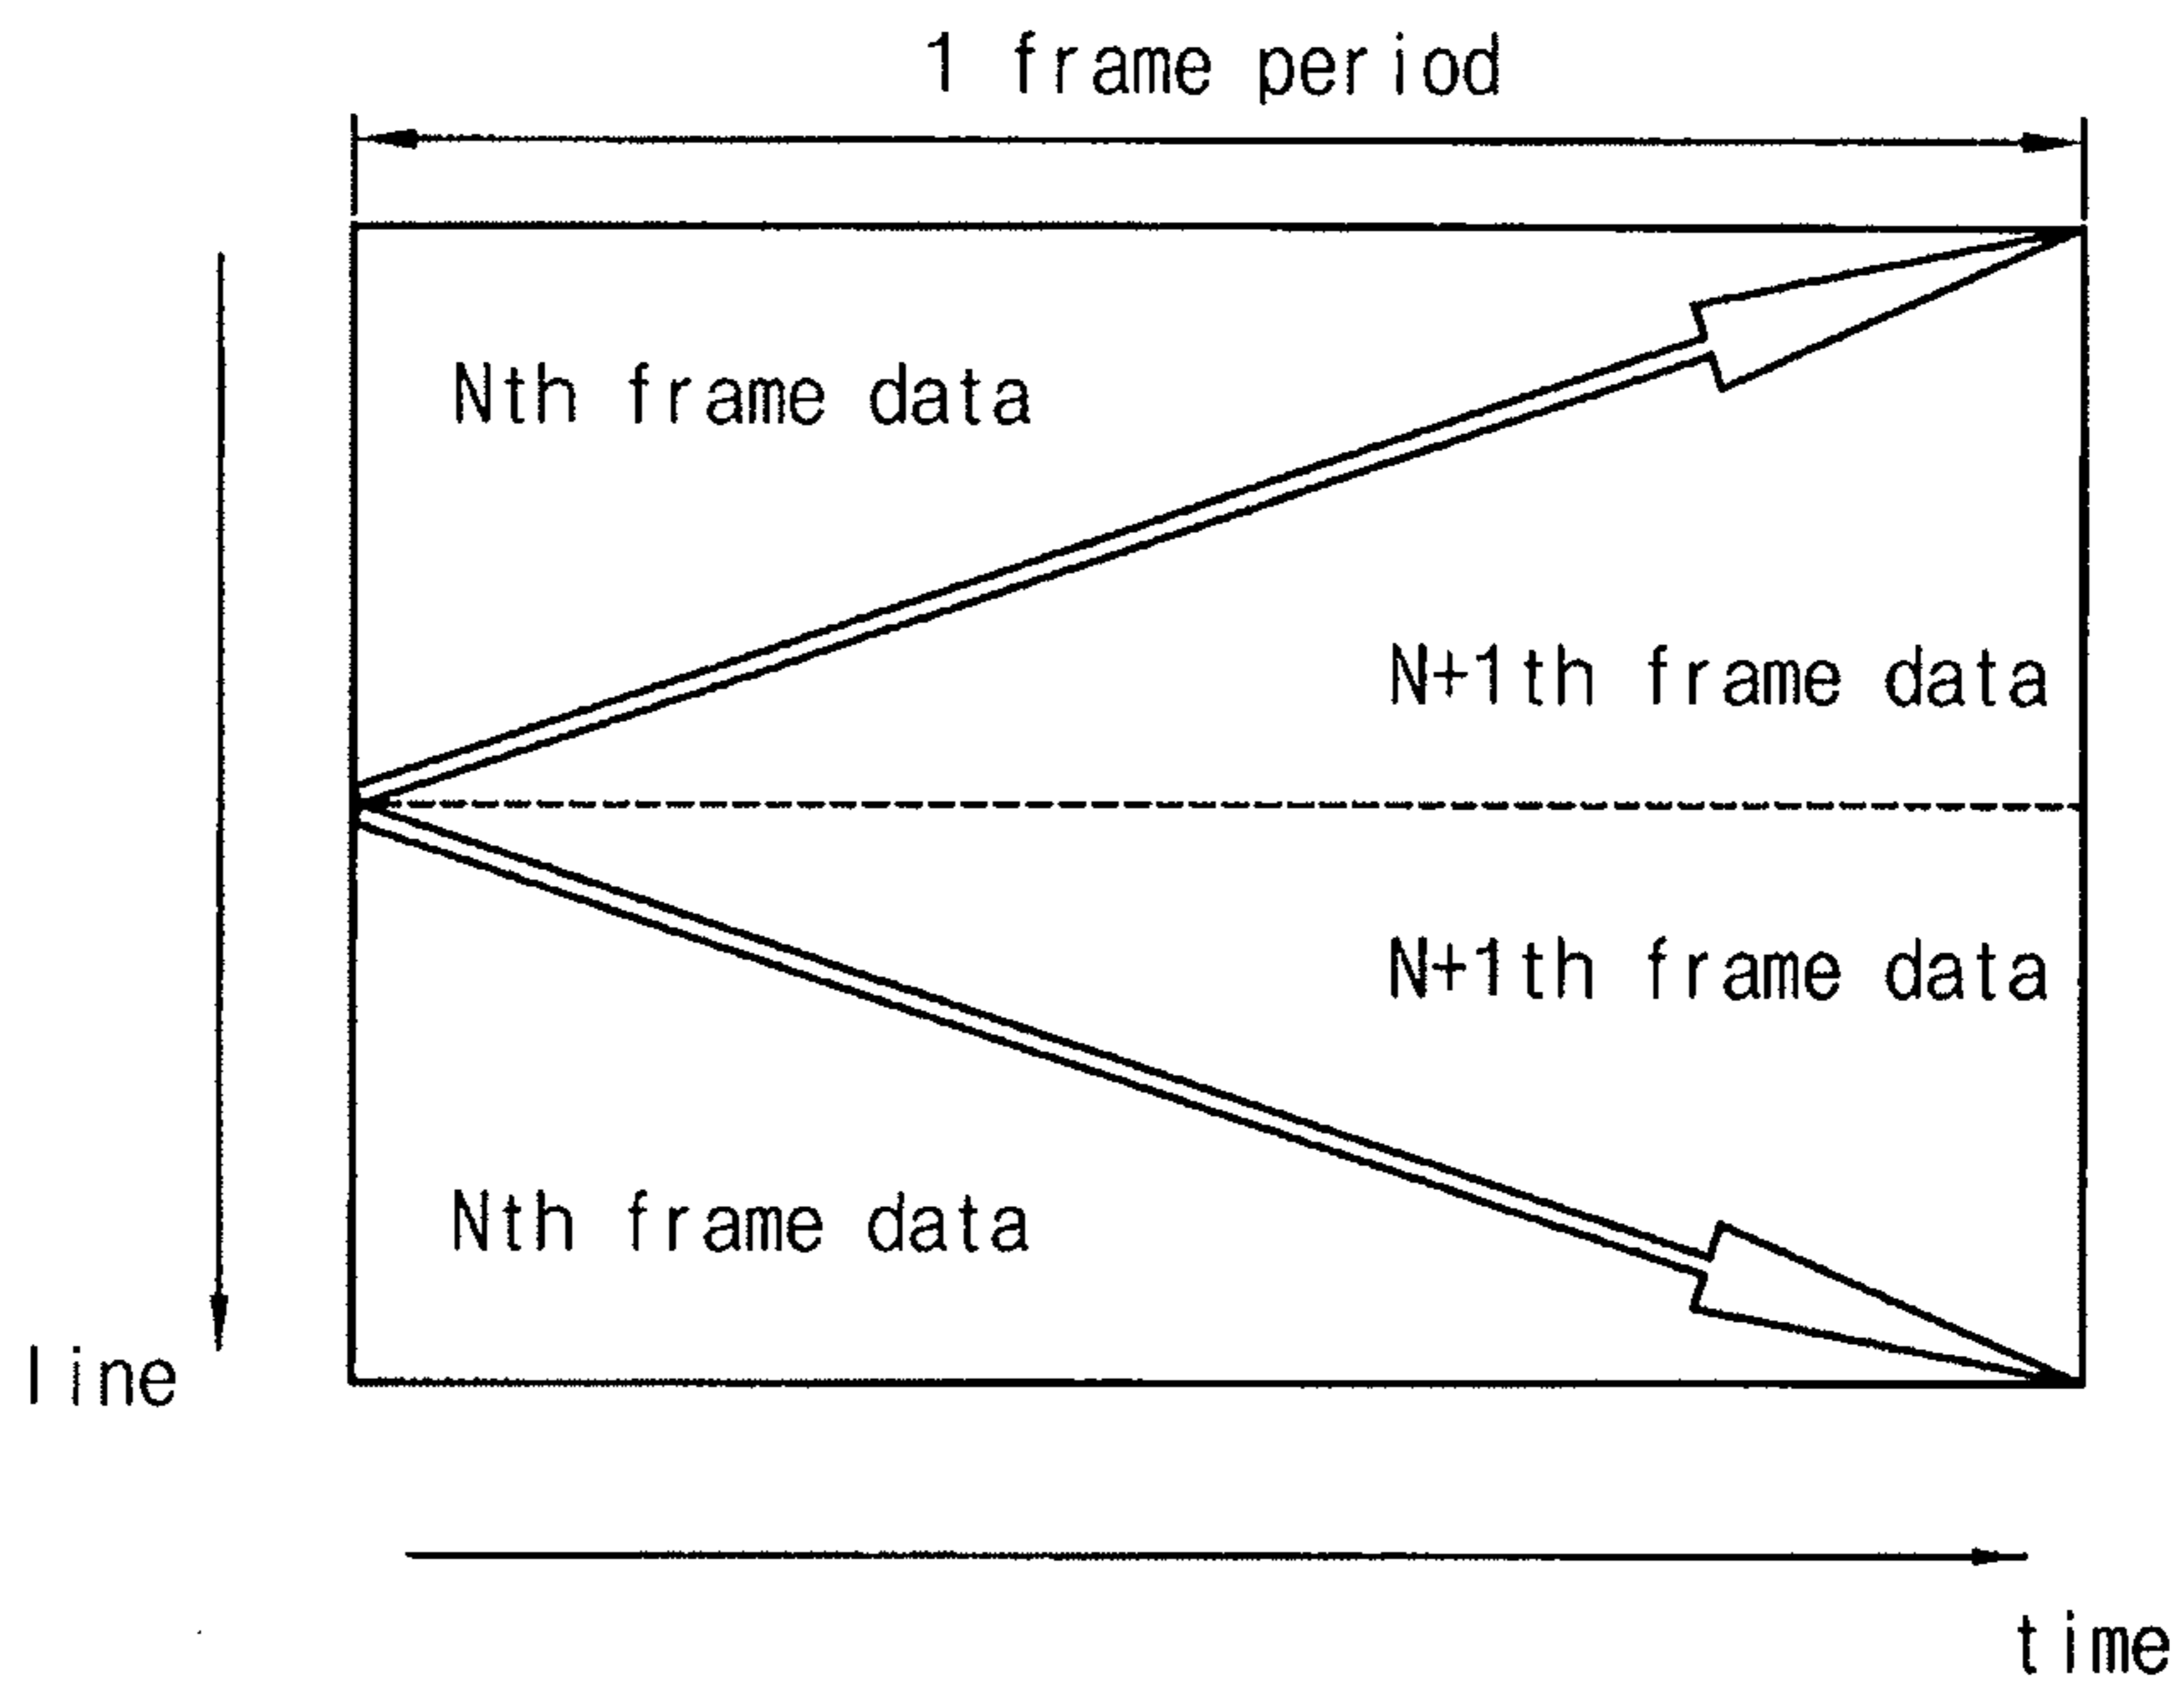 1 frame period
Nth frame data
N+1th frame data
N+1th frame data
Nth frame data
line
time